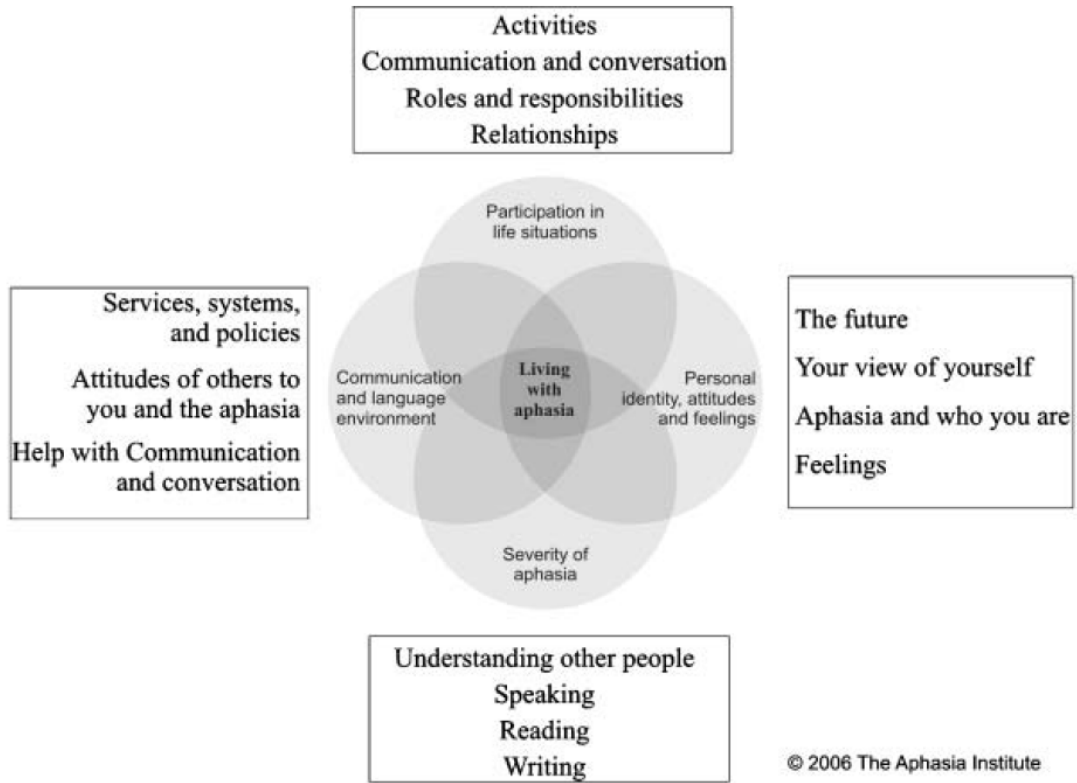 Activities
Communication and conversation
Roles and responsibilities
Relationships
Participation in
life situations
Services, systems,
and policies
Attitudes of others to
you and the aphasia
Help with Communication
and conversation
Communication
and language
environment
Living
with
aphasia
Personal
identity, attitudes
and feelings
The future
Your view of yourself
Aphasia and who you are
Feelings
Severity of
aphasia
Understanding other people
Speaking
Reading
Writing
© 2006 The Aphasia Institute